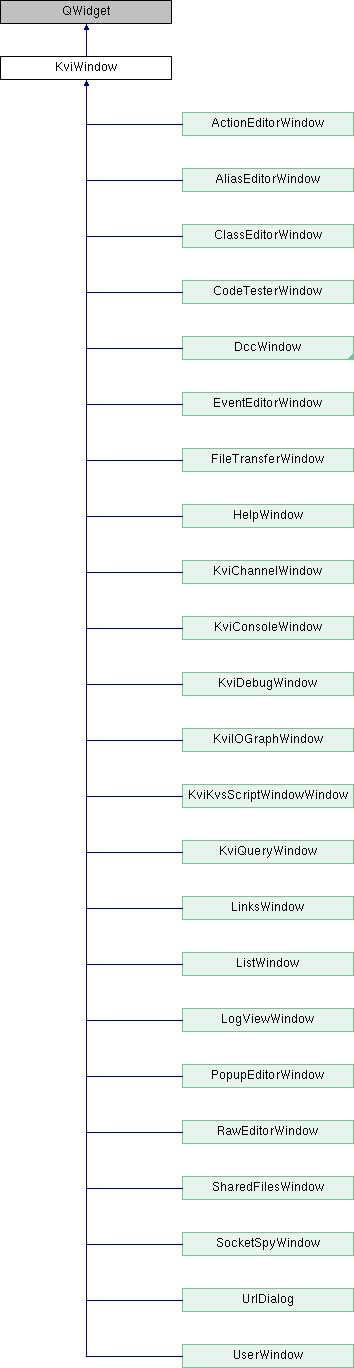 QWidget
KviWindow
ActionEditorWindow
AliasEditorWindow
ClassEditorWindow
CodeTesterWindow
DccWindow
EventEditorWindow
FileTransferWindow
HelpWindow
KviChannelWindow
KviConsoleWindow
KviDebugWindow
KviIOGraphWindow
KviKvsScriptWindowWindow
KviQueryWindow
LinksWindow
ListWindow
LogViewWindow
PopupEditorWindow
RawEditorWindow
SharedFilesWindow
SocketSpyWindow
UrlDialog
UserWindow